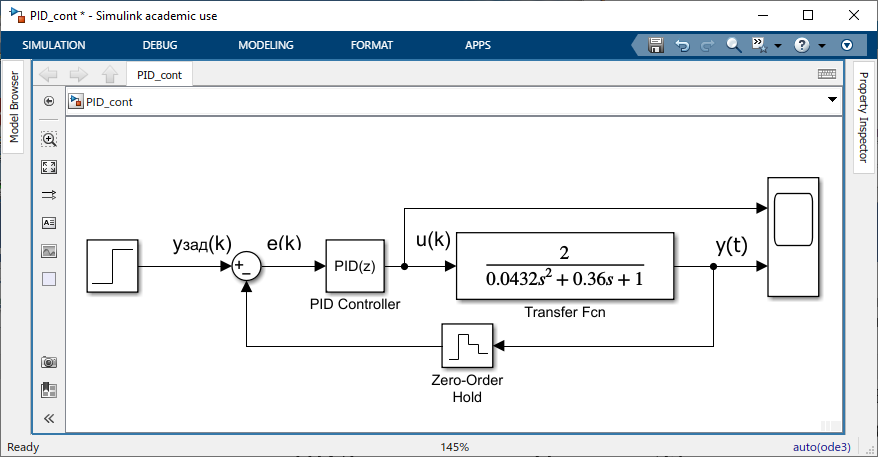 PID_cont * - Simulink academic use
SIMULATION DEBUG MODELING FORMAT APPS
Model Browser
PID_cont
PID_cont
Property Inspector
yзад(k) e(k) u(k) y(t)
PID(z)
PID Controller
2
0.0432s² + 0.36s + 1
Transfer Fcn
Zero-Order
Hold
Ready 145% auto(ode3)